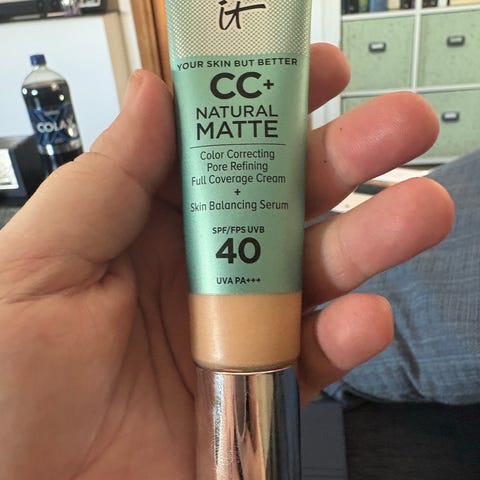 iT
YOUR SKIN BUT BETTER
CC+
NATURAL
MATTE
Color Correcting
Pore Refining
Full Coverage Cream
+
Skin Balancing Serum
SPF/FPS UVB
40
UVA PA+++
COLA